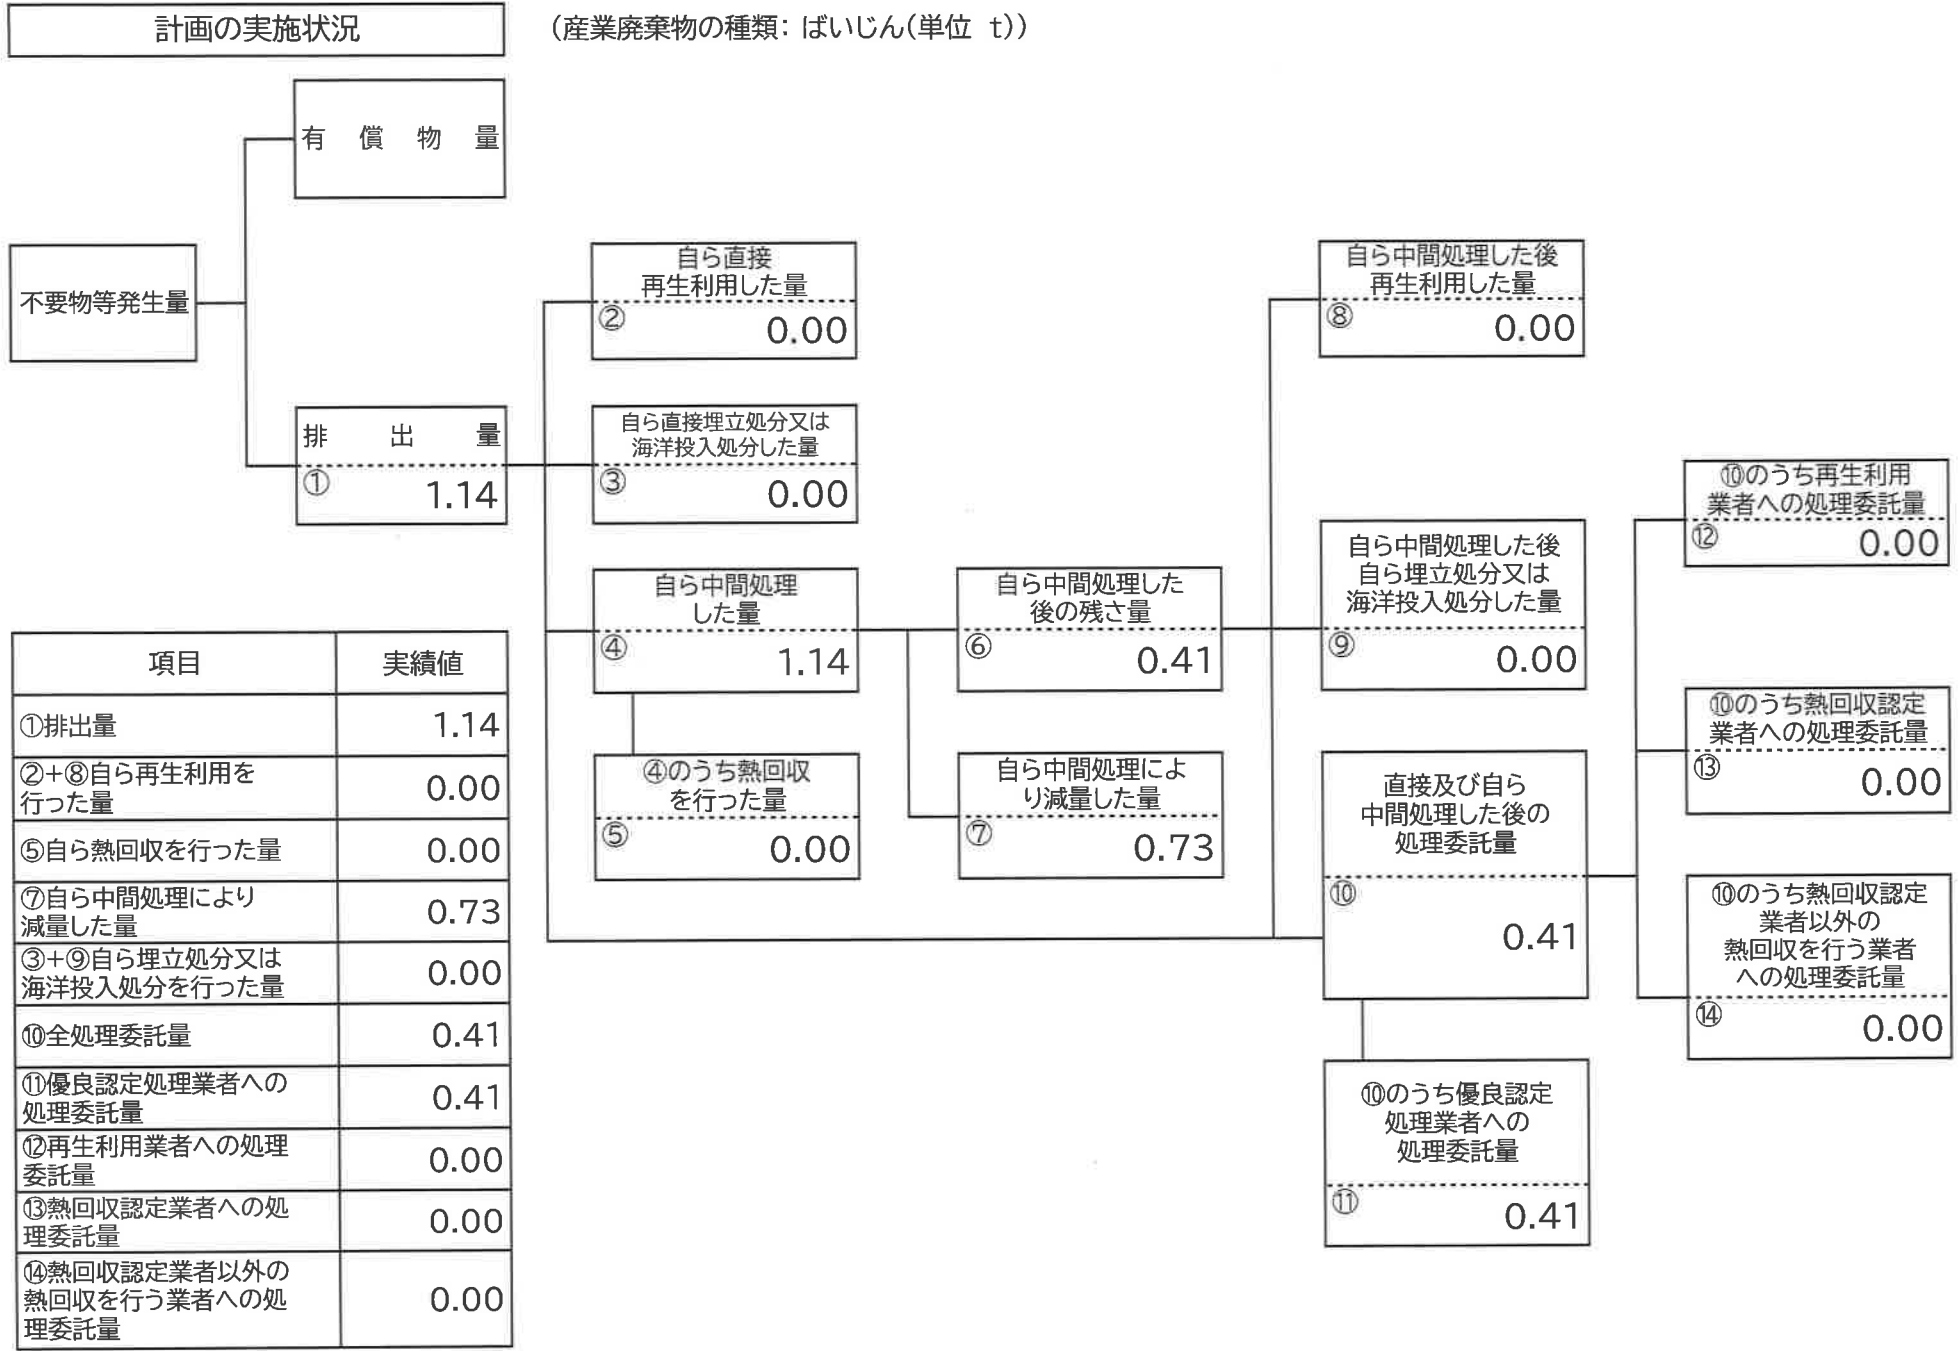 計画の実施状況
（産業廃棄物の種類：ばいじん（単位 t））
有償物量
不要物等発生量
排出量
①
1.14
自ら直接
再生利用した量
②
0.00
自ら直接埋立処分又は
海洋投入処分した量
③
0.00
自ら中間処理
した量
④
1.14
④のうち熱回収
を行った量
⑤
0.00
自ら中間処理した
後の残さ量
⑥
0.41
自ら中間処理によ
り減量した量
⑦
0.73
自ら中間処理した後
再生利用した量
⑧
0.00
自ら中間処理した後
自ら埋立処分又は
海洋投入処分した量
⑨
0.00
直接及び自ら
中間処理した後の
処理委託量
⑩
0.41
⑩のうち優良認定
処理業者への
処理委託量
⑪
0.41
⑩のうち再生利用
業者への処理委託量
⑫
0.00
⑩のうち熱回収認定
業者への処理委託量
⑬
0.00
⑩のうち熱回収認定
業者以外の
熱回収を行う業者
への処理委託量
⑭
0.00
項目 実績値
①排出量 1.14
②＋⑧自ら再生利用を
行った量 0.00
⑤自ら熱回収を行った量 0.00
⑦自ら中間処理により
減量した量 0.73
③＋⑨自ら埋立処分又は
海洋投入処分を行った量 0.00
⑩全処理委託量 0.41
⑪優良認定処理業者への
処理委託量 0.41
⑫再生利用業者への処理
委託量 0.00
⑬熱回収認定業者への処
理委託量 0.00
⑭熱回収認定業者以外の
熱回収を行う業者への処
理委託量 0.00